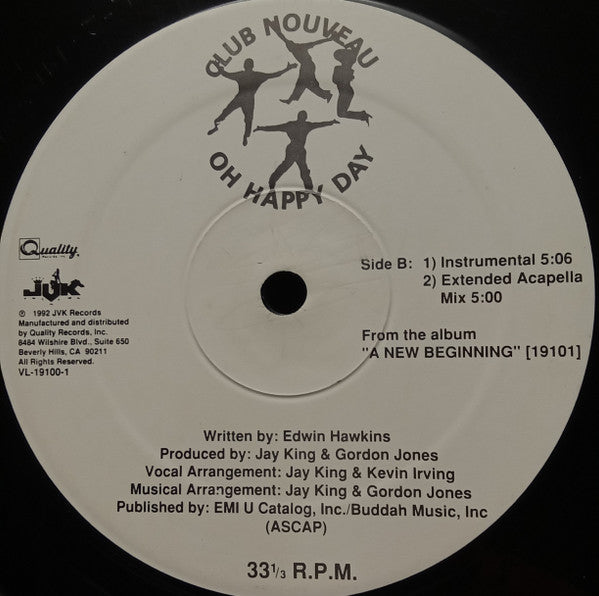 CLUB NOUVEAU
OH HAPPY DAY
Quality
JVK
℗ 1992 JVK Records
Manufactured and distributed
by Quality Records, Inc.
8484 Wilshire Blvd., Suite 650
Beverly Hills, CA 90211
All Rights Reserved.
VL-19100-1
Side B: 1) Instrumental 5:06
2) Extended Acapella
Mix 5:00
From the album
"A NEW BEGINNING" [19101]
Written by: Edwin Hawkins
Produced by: Jay King & Gordon Jones
Vocal Arrangement: Jay King & Kevin Irving
Musical Arrangement: Jay King & Gordon Jones
Published by: EMI U Catalog, Inc./Buddah Music, Inc
(ASCAP)
33⅓ R.P.M.